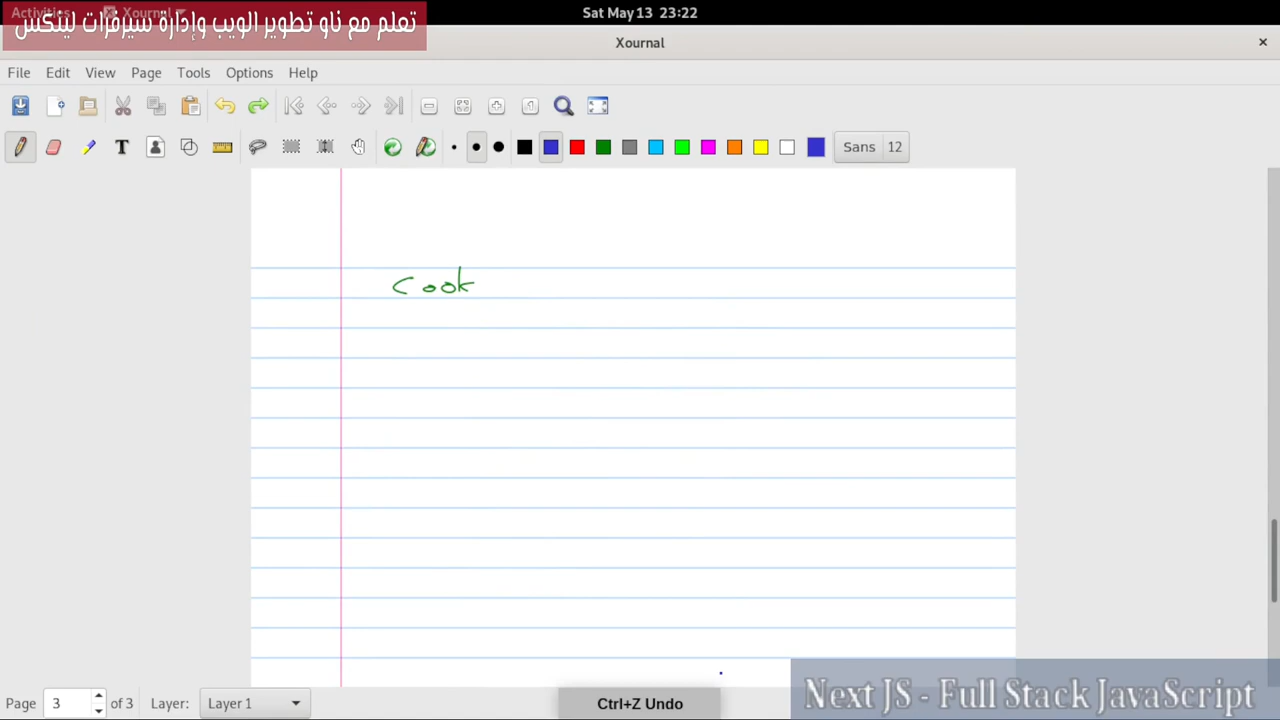 Activities Xournal Sat May 13 23:22
تعلم مع ناو تطوير الويب وإدارة سيرفرات لينكس
Xournal
File Edit View Page Tools Options Help
T Sans 12
Cook
Page 3 of 3 Layer: Layer 1 Ctrl+Z Undo
Next JS - Full Stack JavaScript